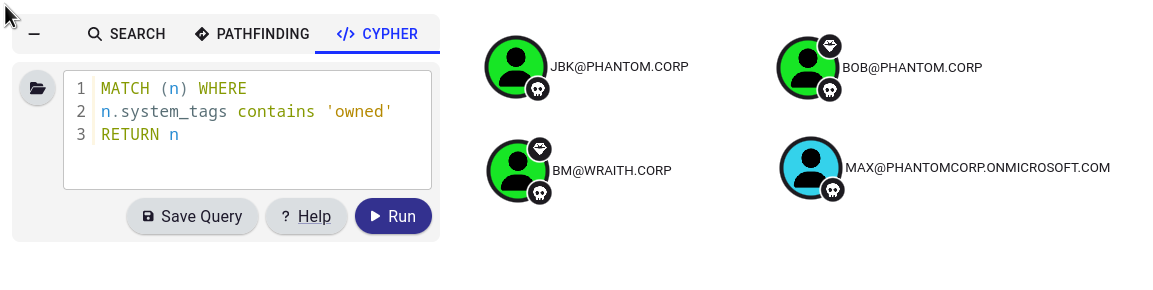 SEARCH PATHFINDING </> CYPHER
1 MATCH (n) WHERE
2 n.system_tags contains 'owned'
3 RETURN n
Save Query ? Help Run
JBK@PHANTOM.CORP
BOB@PHANTOM.CORP
BM@WRAITH.CORP
MAX@PHANTOMCORP.ONMICROSOFT.COM